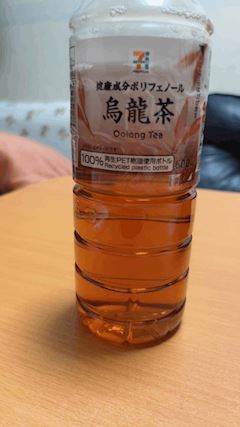 健康成分ポリフェノール
烏龍茶
Oolong Tea
100% 再生PET樹脂使用ボトル
Recycled plastic bottle